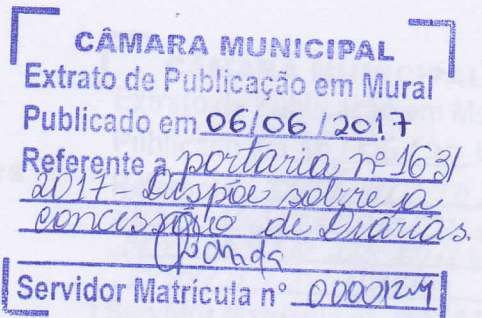 CÂMARA MUNICIPAL
Extrato de Publicação em Mural
Publicado em 06/06/2017
Referente a portaria nº 163/
2017 - Dispõe sobre a
concessão de Diárias.
Servidor Matrícula nº